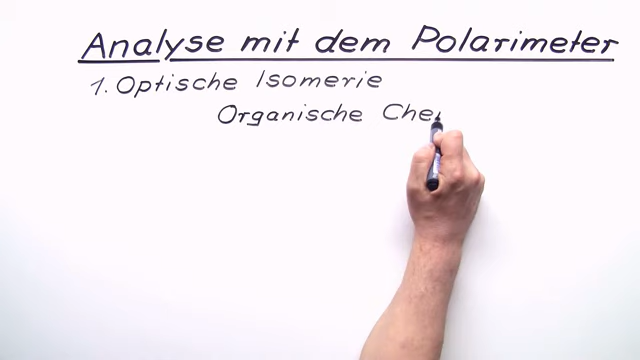 Analyse mit dem Polarimeter
1. Optische Isomerie
Organische Che